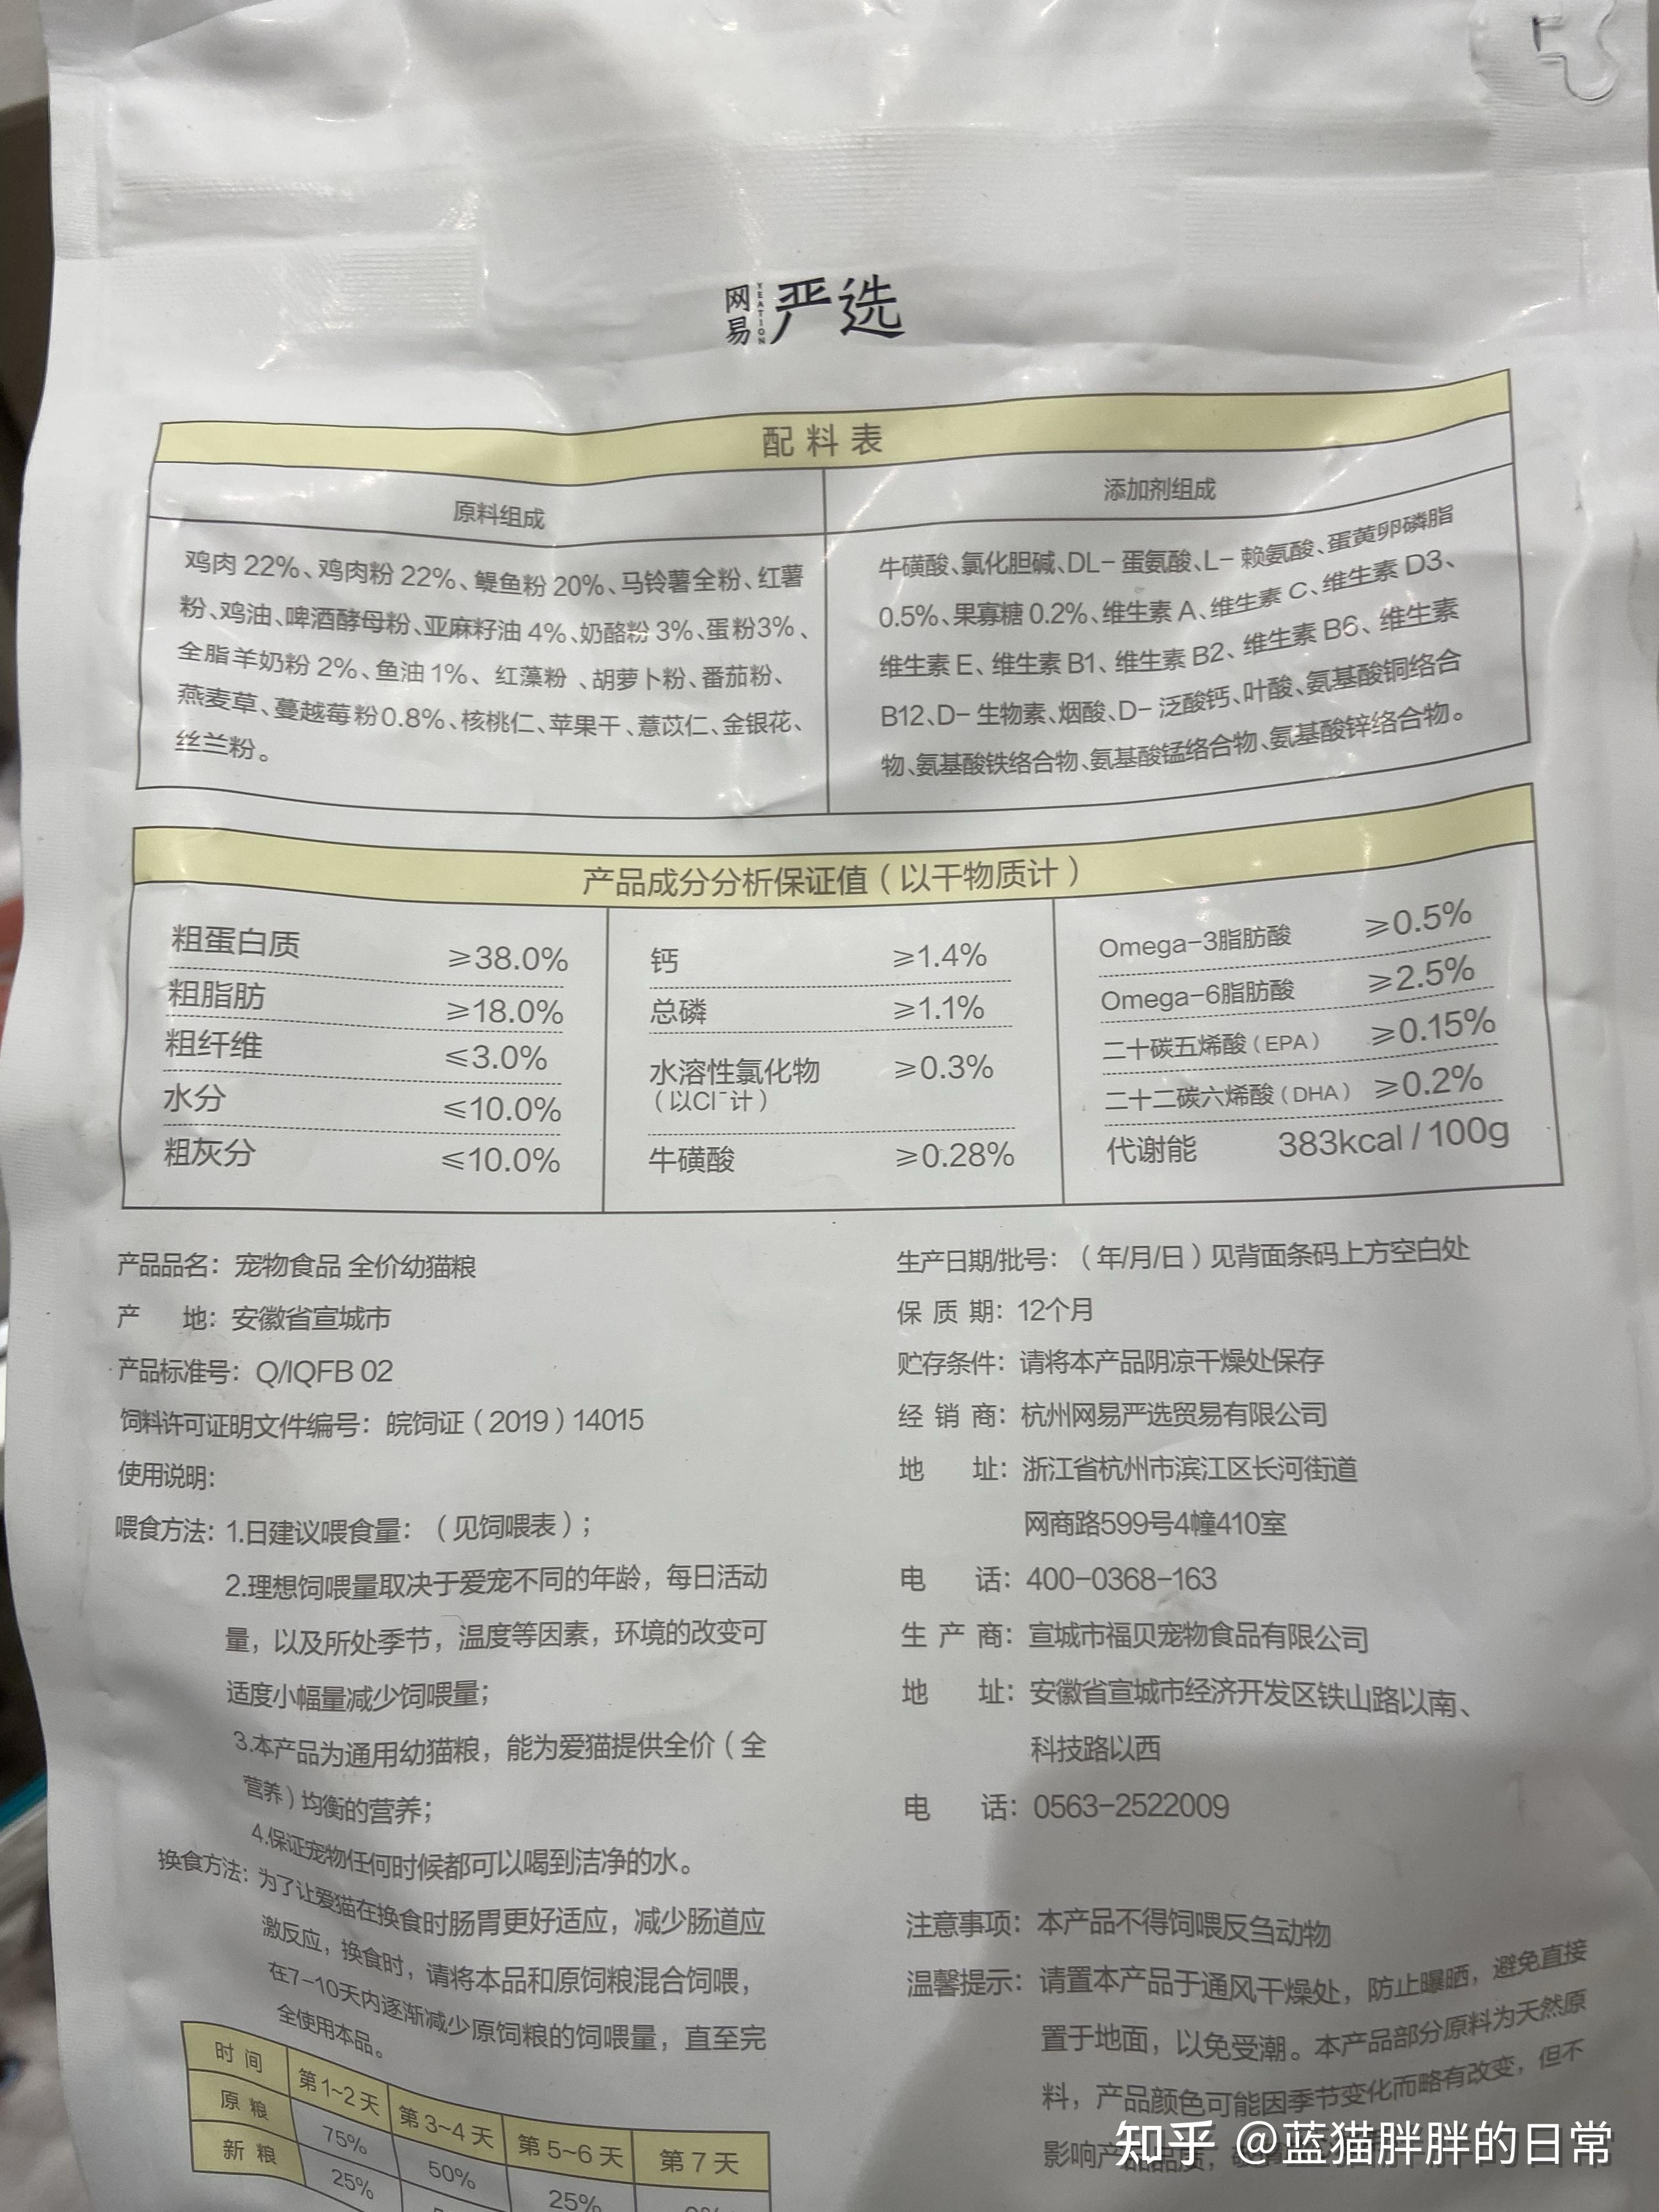 网易 YEATION 严选
配料表
原料组成
鸡肉 22%、鸡肉粉 22%、鳀鱼粉 20%、马铃薯全粉、红薯
粉、鸡油、啤酒酵母粉、亚麻籽油 4%、奶酪粉 3%、蛋粉3%、
全脂羊奶粉 2%、鱼油 1%、红藻粉、胡萝卜粉、番茄粉、
燕麦草、蔓越莓粉0.8%、核桃仁、苹果干、薏苡仁、金银花、
丝兰粉。
添加剂组成
牛磺酸、氯化胆碱、DL-蛋氨酸、L-赖氨酸、蛋黄卵磷脂
0.5%、果寡糖 0.2%、维生素 A、维生素 C、维生素 D3、
维生素 E、维生素 B1、维生素 B2、维生素 B6、维生素
B12、D-生物素、烟酸、D-泛酸钙、叶酸、氨基酸铜络合
物、氨基酸铁络合物、氨基酸锰络合物、氨基酸锌络合物。
产品成分分析保证值（以干物质计）
粗蛋白质 ≥38.0%
粗脂肪 ≥18.0%
粗纤维 ≤3.0%
水分 ≤10.0%
粗灰分 ≤10.0%
钙 ≥1.4%
总磷 ≥1.1%
水溶性氯化物 ≥0.3%
（以Cl⁻计）
牛磺酸 ≥0.28%
Omega-3脂肪酸 ≥0.5%
Omega-6脂肪酸 ≥2.5%
二十碳五烯酸（EPA） ≥0.15%
二十二碳六烯酸（DHA） ≥0.2%
代谢能 383kcal/100g
产品品名：宠物食品 全价幼猫粮
产 地：安徽省宣城市
产品标准号：Q/IQFB 02
饲料许可证明文件编号：皖饲证（2019）14015
使用说明：
喂食方法：1.日建议喂食量：（见饲喂表）；
2.理想饲喂量取决于爱宠不同的年龄，每日活动
量，以及所处季节，温度等因素，环境的改变可
适度小幅量减少饲喂量；
3.本产品为通用幼猫粮，能为爱猫提供全价（全
营养）均衡的营养；
4.保证宠物任何时候都可以喝到洁净的水。
换食方法：为了让爱猫在换食时肠胃更好适应，减少肠道应
激反应，换食时，请将本品和原饲粮混合饲喂，
在7-10天内逐渐减少原饲粮的饲喂量，直至完
全使用本品。
时间 第1~2天 第3~4天 第5~6天 第7天
原粮 75% 50% 25%
新粮 25%
生产日期/批号：（年/月/日）见背面条码上方空白处
保质期：12个月
贮存条件：请将本产品阴凉干燥处保存
经销商：杭州网易严选贸易有限公司
地 址：浙江省杭州市滨江区长河街道
网商路599号4幢410室
电 话：400-0368-163
生产商：宣城市福贝宠物食品有限公司
地 址：安徽省宣城市经济开发区铁山路以南、
科技路以西
电 话：0563-2522009
注意事项：本产品不得饲喂反刍动物
温馨提示：请置本产品于通风干燥处，防止曝晒，避免直接
置于地面，以免受潮。本产品部分原料为天然原
料，产品颜色可能因季节变化而略有改变，但不
影响产品品质，
知乎 @蓝猫胖胖的日常